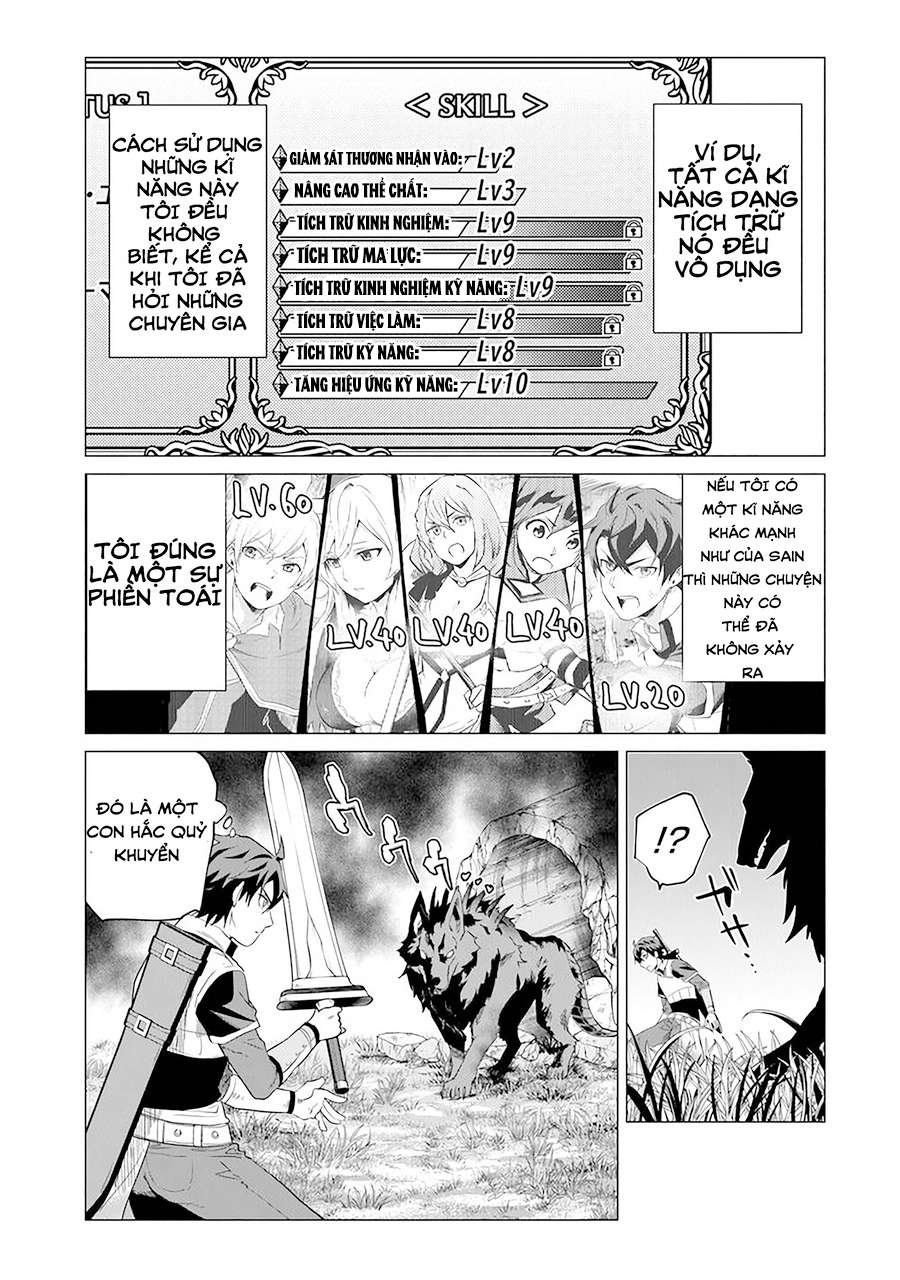 VÍ DỤ,
TẤT CẢ KĨ
NĂNG DẠNG
TÍCH TRỮ
NÓ ĐỀU
VÔ DỤNG
< SKILL >
GIẢM SÁT THƯƠNG NHẬN VÀO: Lv2
NÂNG CAO THỂ CHẤT: Lv3
TÍCH TRỮ KINH NGHIỆM: Lv9
TÍCH TRỮ MA LỰC: Lv9
TÍCH TRỮ KINH NGHIỆM KỸ NĂNG: Lv9
TÍCH TRỮ VIỆC LÀM: Lv8
TÍCH TRỮ KỸ NĂNG: Lv8
TĂNG HIỆU ỨNG KỸ NĂNG: Lv10
CÁCH SỬ DỤNG
NHỮNG KĨ
NĂNG NÀY
TÔI ĐỀU
KHÔNG
BIẾT, KỂ CẢ
KHI TÔI ĐÃ
HỎI NHỮNG
CHUYÊN GIA
NẾU TÔI CÓ
MỘT KĨ NĂNG
KHÁC MẠNH
NHƯ CỦA SAIN
THÌ NHỮNG CHUYỆN
NÀY CÓ
THỂ ĐÃ
KHÔNG XẢY
RA
LV.20
LV.40
LV.40
LV.40
LV.60
TÔI ĐÚNG
LÀ MỘT SỰ
PHIỀN TOÁI
!?
ガサ…
ĐÓ LÀ MỘT
CON HẮC QUỶ
KHUYỂN